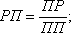 РП = ПР
ПП ;